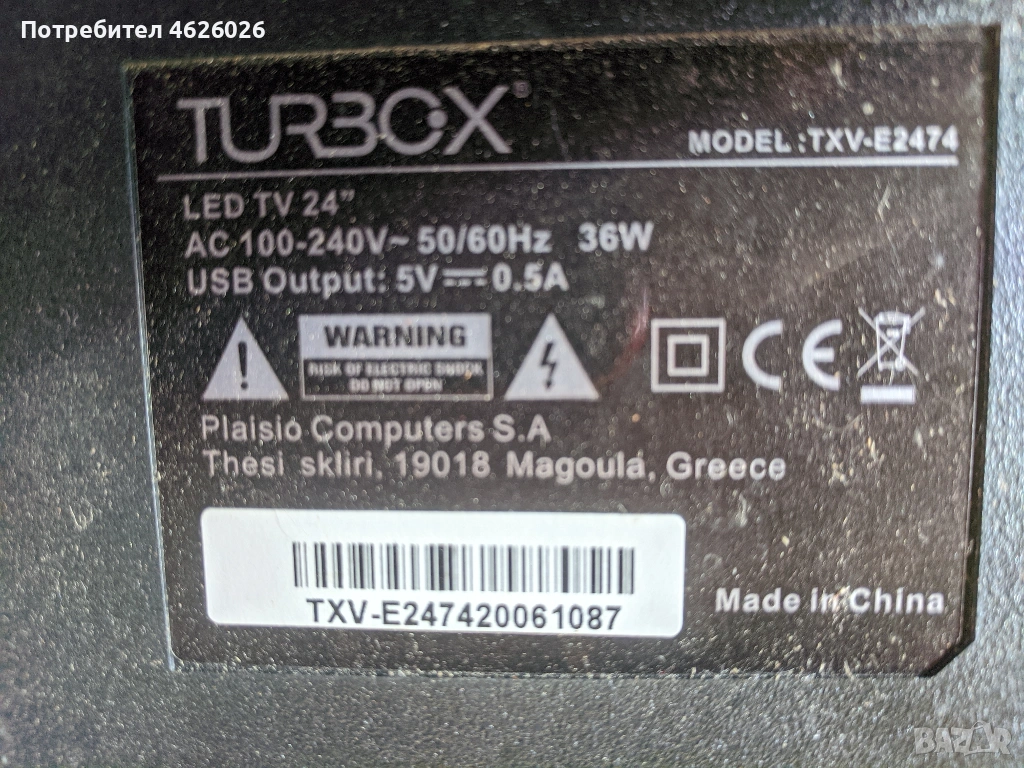 Потребител 4626026
TURBOX®
MODEL :TXV-E2474
LED TV 24"
AC 100-240V~ 50/60Hz 36W
USB Output: 5V⎓0.5A
WARNING
RISK OF ELECTRIC SHOCK
DO NOT OPEN
CE
Plaisio Computers S.A
Thesi skliri, 19018 Magoula, Greece
TXV-E247420061087
Made in China
BAZAR